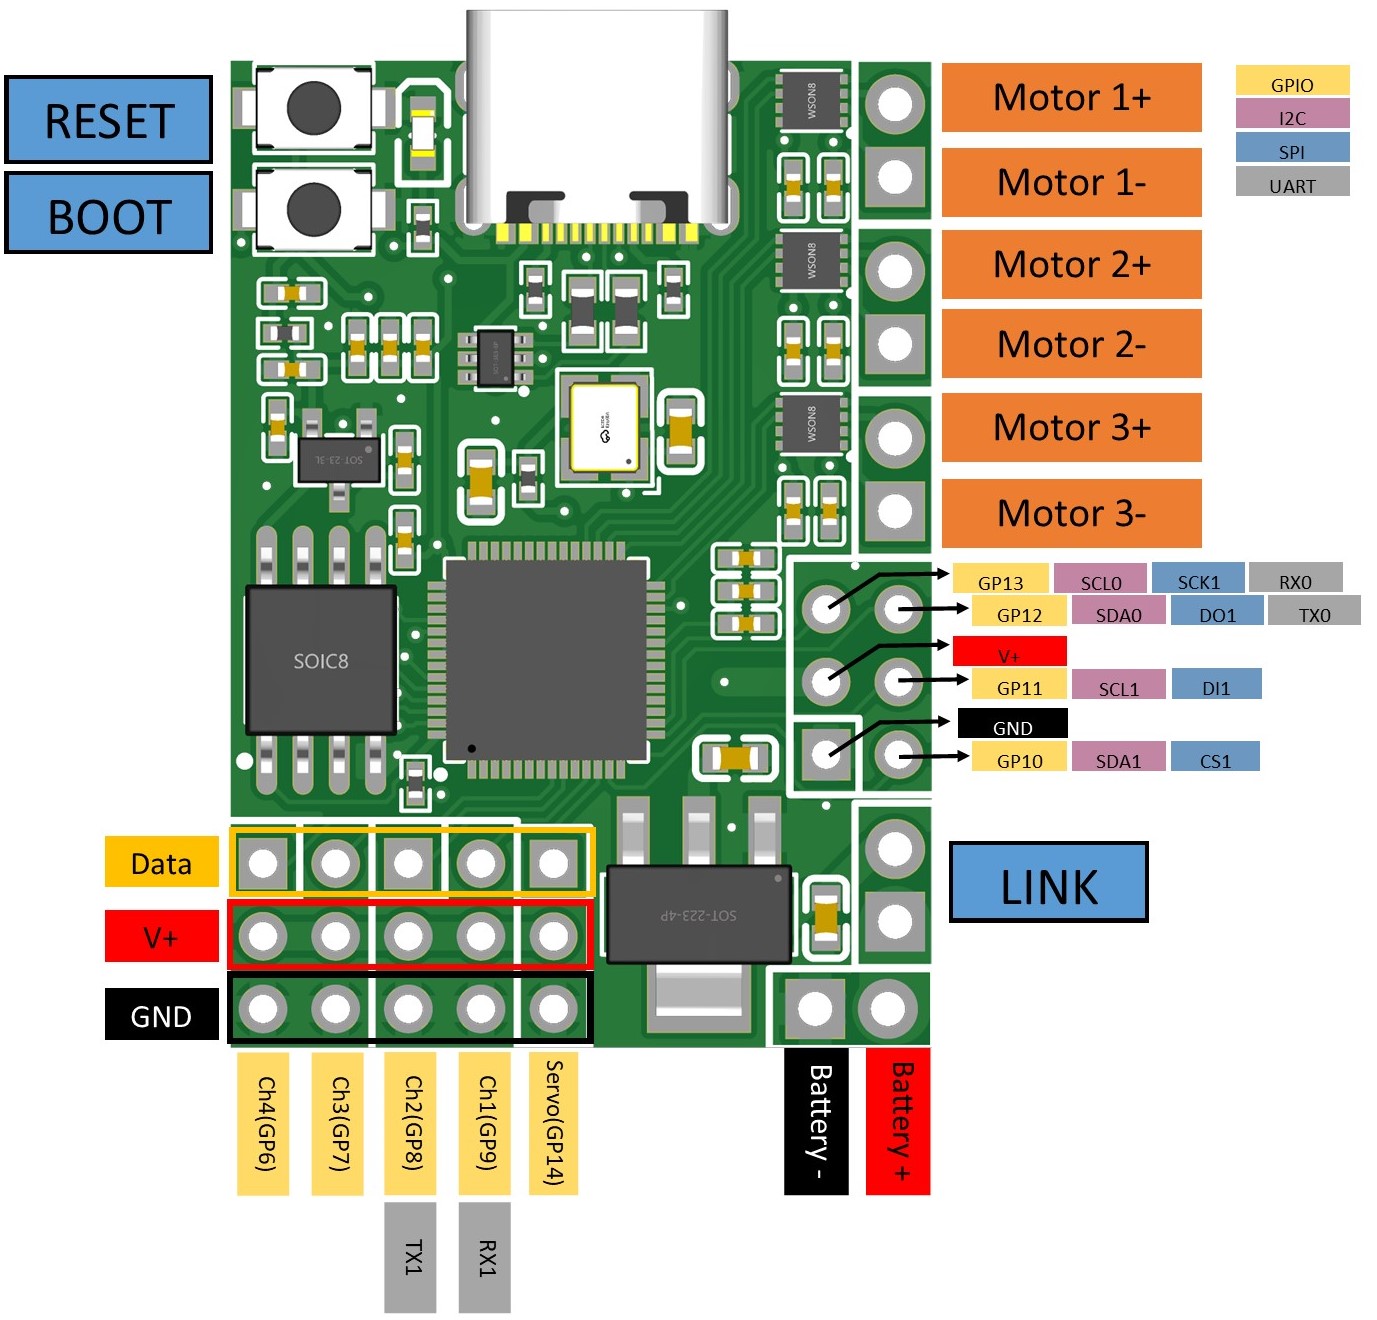 RESET
BOOT
WSON8
Motor 1+
Motor 1-
GPIO
I2C
SPI
UART
WSON8
Motor 2+
Motor 2-
WSON8
Motor 3+
Motor 3-
SOT-23-3L
SOIC8
GP13 SCL0 SCK1 RX0
GP12 SDA0 DO1 TX0
V+
GP11 SCL1 DI1
GND
GP10 SDA1 CS1
Data
V+
GND
SOT-223-4P
LINK
Ch4(GP6)
Ch3(GP7)
Ch2(GP8)
Ch1(GP9)
Servo(GP14)
Battery -
Battery +
TX1
RX1